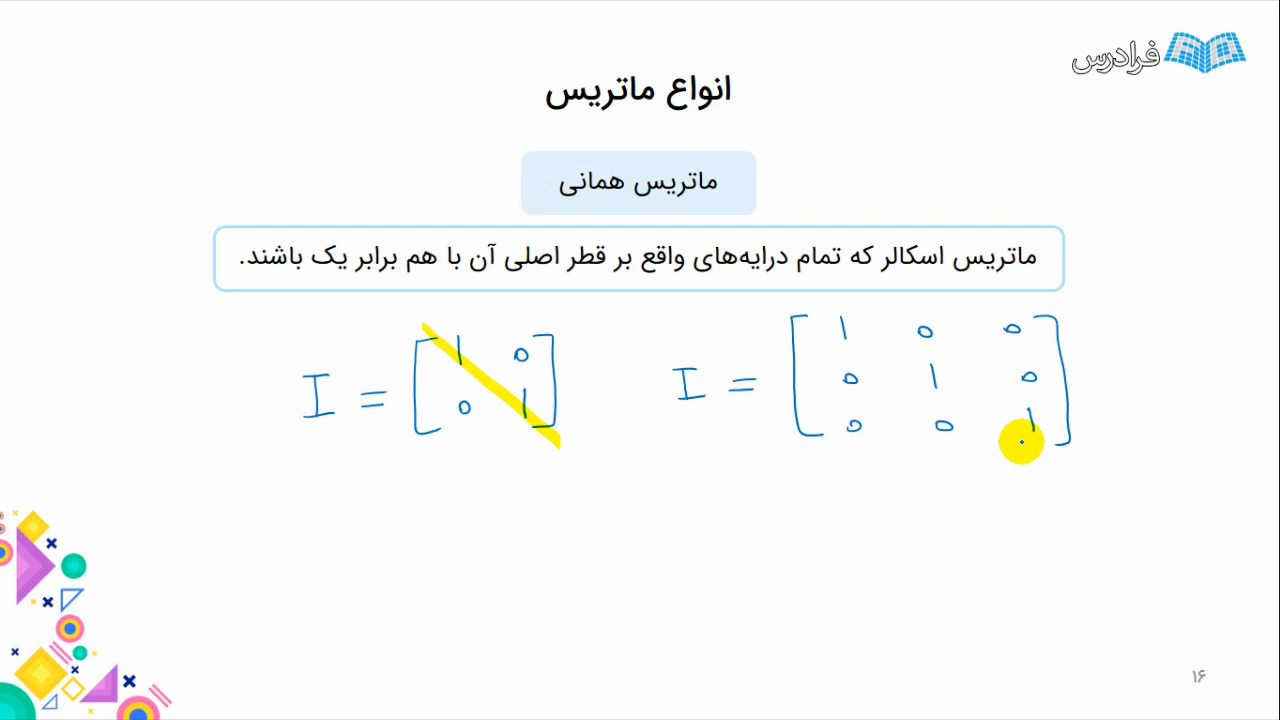 فرادرس
انواع ماتریس
ماتریس همانی
ماتریس اسکالر که تمام درایه‌های واقع بر قطر اصلی آن با هم برابر یک باشند.
I = [
1 0
0 1
]
I = [
1 0 0
0 1 0
0 0 1
]
۱۶